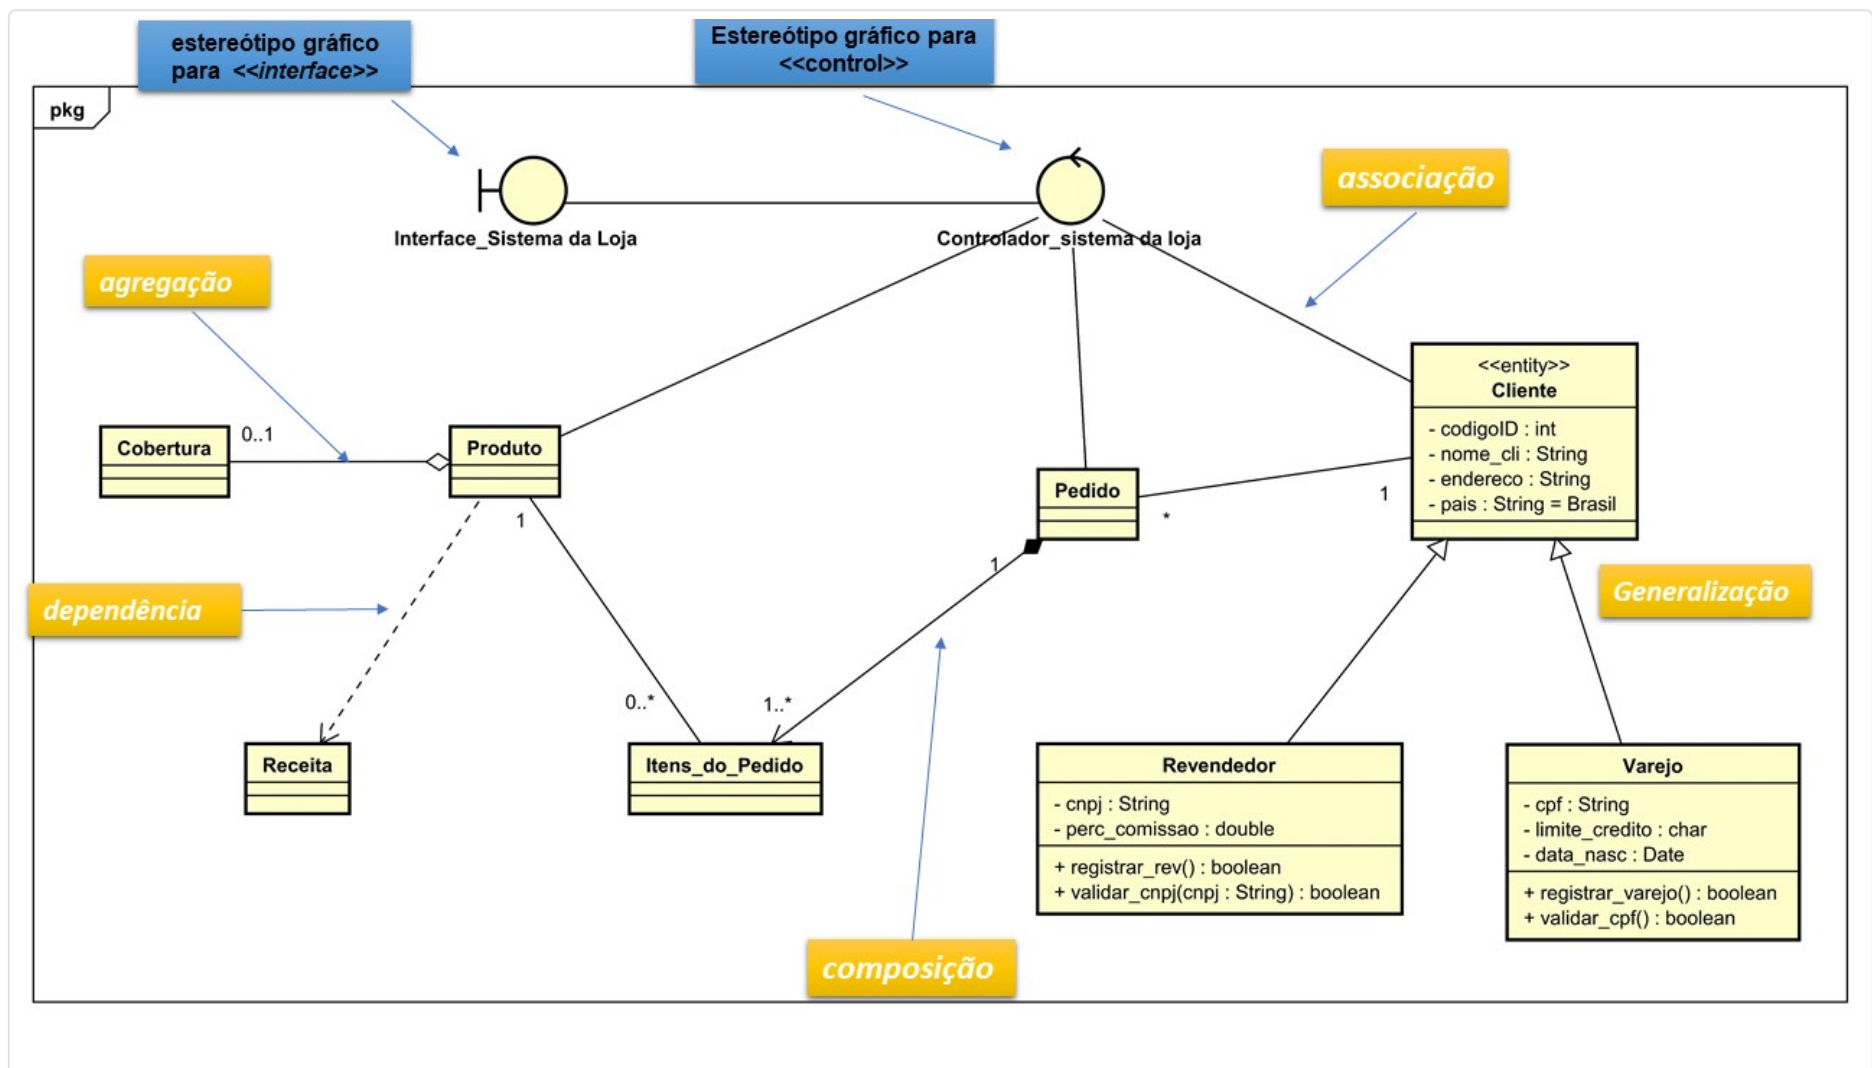 estereótipo gráfico
para <<interface>>
Estereótipo gráfico para
<<control>>
pkg
associação
Interface_Sistema da Loja
Controlador_sistema da loja
agregação
<<entity>>
Cliente
- codigoID : int
- nome_cli : String
- endereco : String
- pais : String = Brasil
Cobertura
0..1
Produto
1
Pedido
*
1
1
dependência
Generalização
0..*
1..*
Receita
Itens_do_Pedido
Revendedor
- cnpj : String
- perc_comissao : double
+ registrar_rev() : boolean
+ validar_cnpj(cnpj : String) : boolean
Varejo
- cpf : String
- limite_credito : char
- data_nasc : Date
+ registrar_varejo() : boolean
+ validar_cpf() : boolean
composição